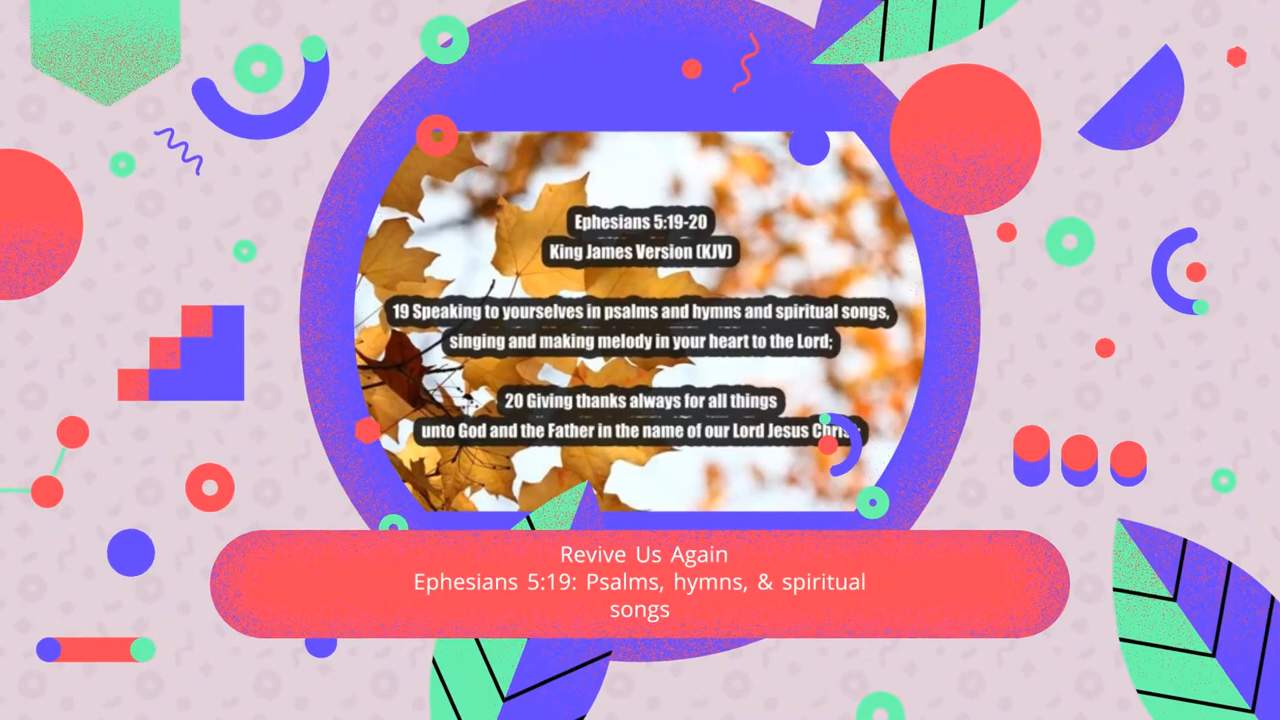 Ephesians 5:19-20
King James Version (KJV)
19 Speaking to yourselves in psalms and hymns and spiritual songs,
singing and making melody in your heart to the Lord;
20 Giving thanks always for all things
unto God and the Father in the name of our Lord Jesus
Revive Us Again
Ephesians 5:19: Psalms, hymns, & spiritual
songs